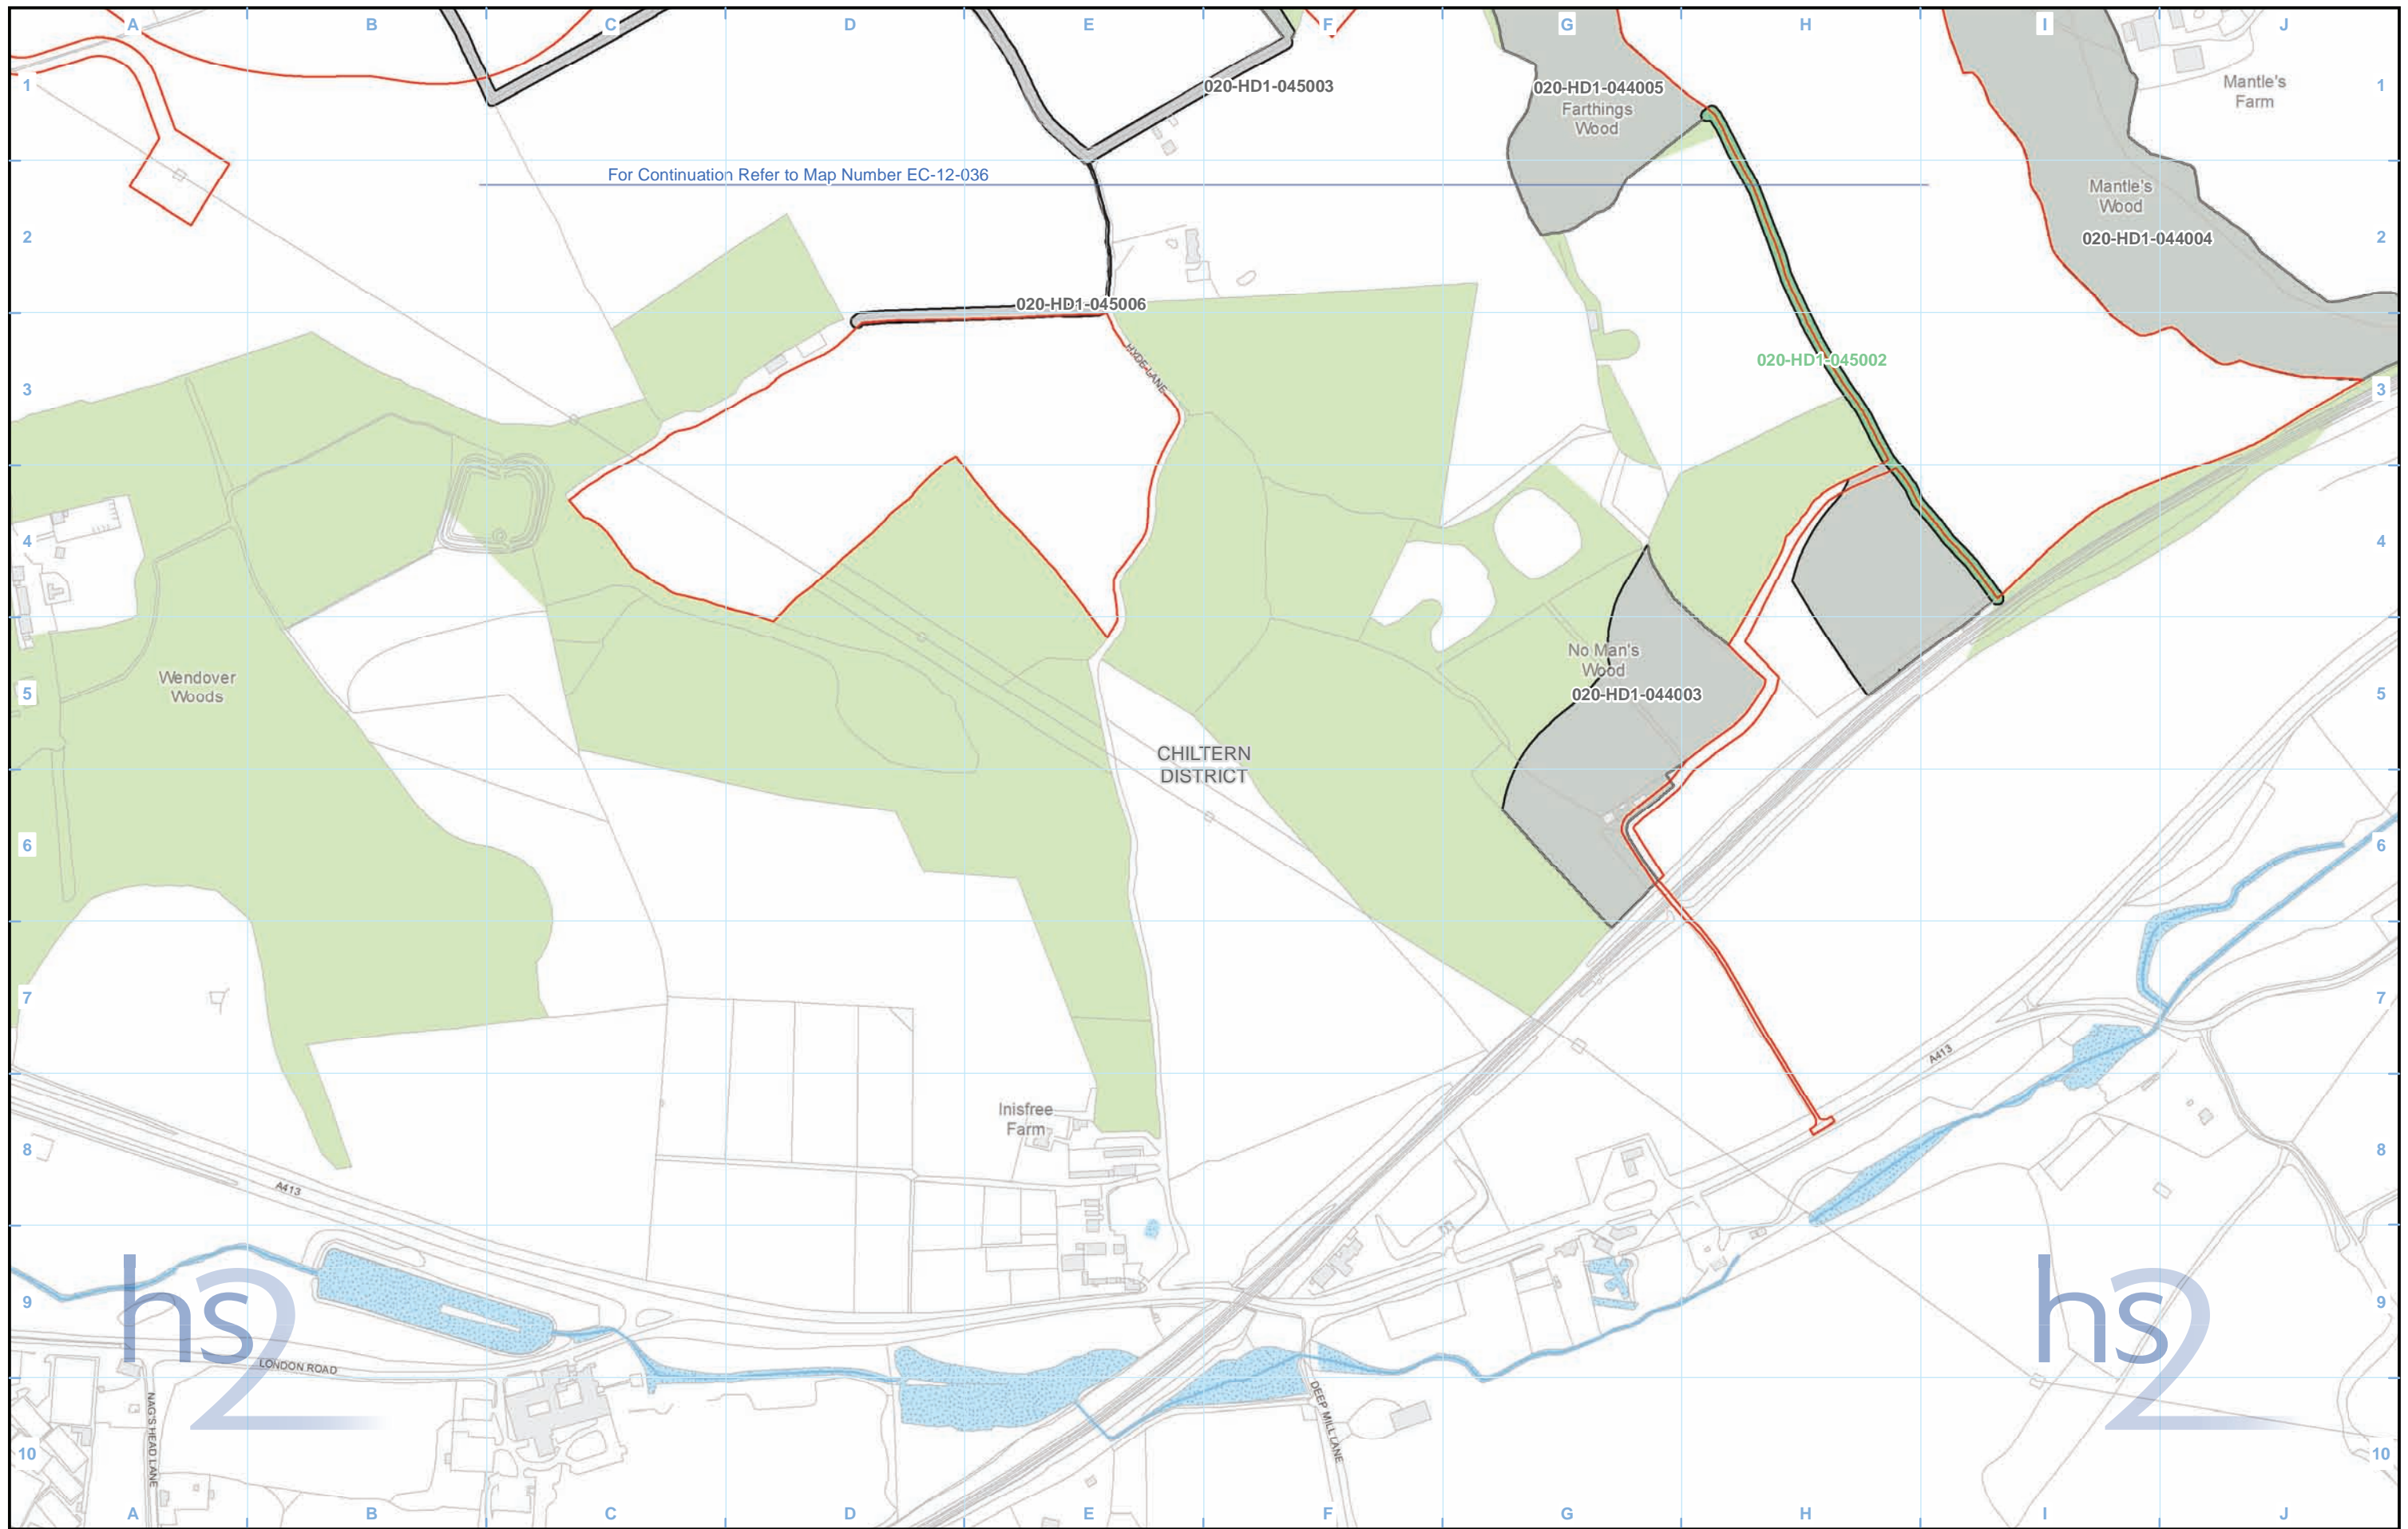 A B C D E F G H I J
1 020-HD1-045003 020-HD1-044005 Mantle's 1
Farthings
Wood
Farm
For Continuation Refer to Map Number EC-12-036
Mantle's
Wood
2 020-HD1-044004 2
020-HD1-045006
HYDE LANE
020-HD1-045002
3 3
4 4
No Man's
Wood
Wendover
Woods
5 020-HD1-044003 5
CHILTERN
DISTRICT
6 6
7 7
A413
Inisfree
Farm
8 8
A413
hs2 hs2
9 9
LONDON ROAD
NAG'S HEAD LANE
DEEP MILL LANE
10 10
A B C D E F G H I J